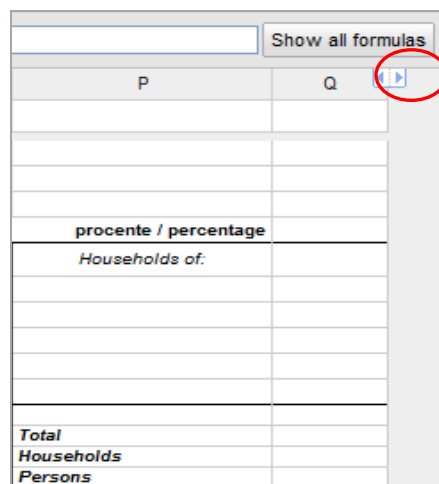 Show all formulas
P Q
procente / percentage
Households of:
Total
Households
Persons